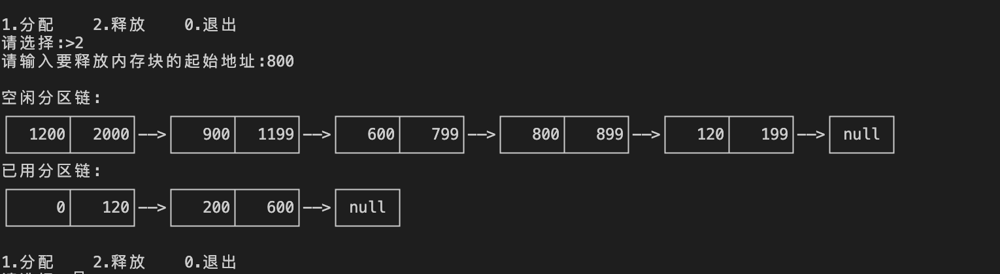 1.分配 2.释放 0.退出
请选择:>2
请输入要释放内存块的起始地址:800
空闲分区链:
1200 2000——> 900 1199——> 600 799——> 800 899——> 120 199——> null
已用分区链:
0 120——> 200 600——> null
1.分配 2.释放 0.退出